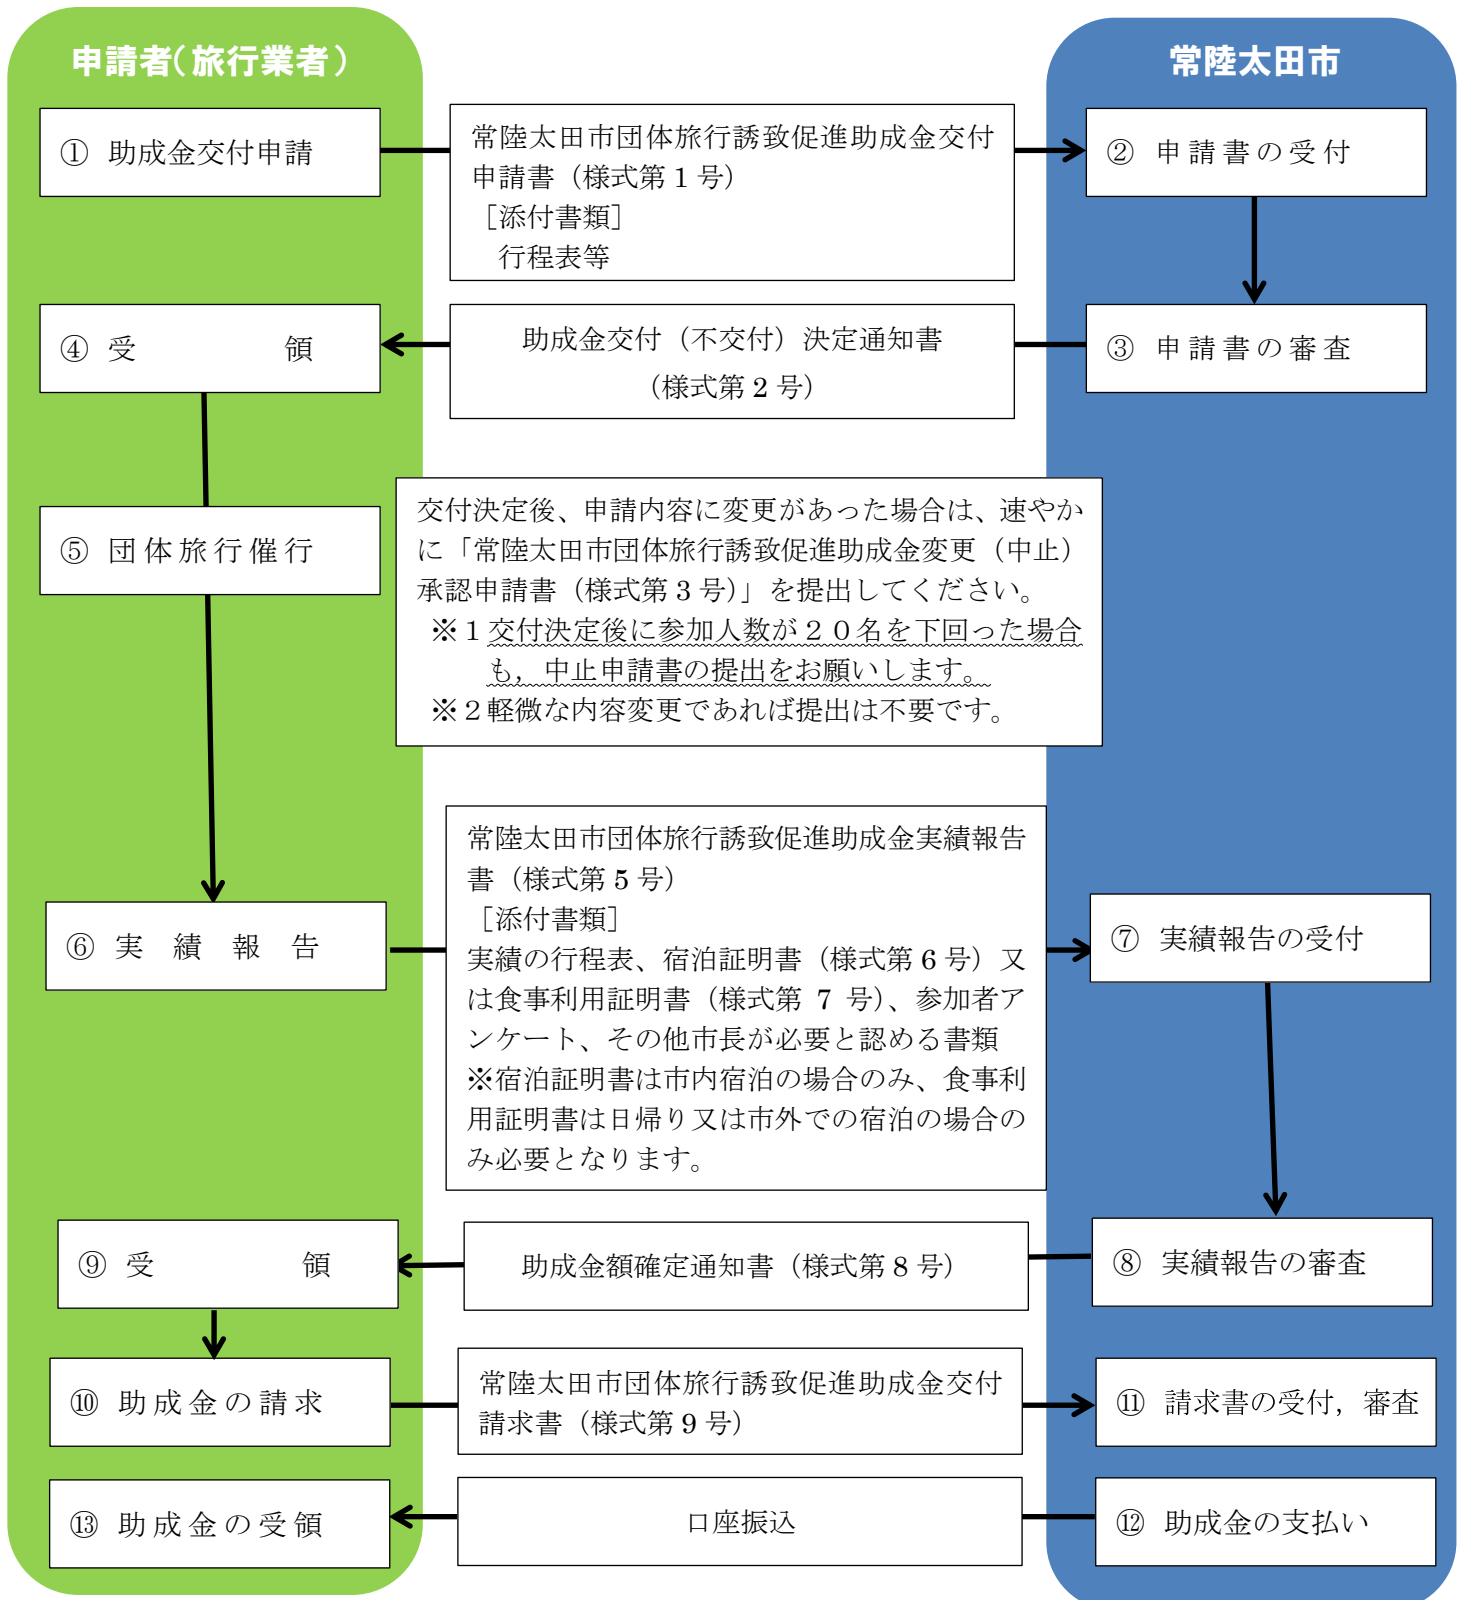 申請者（旅行業者）
常陸太田市
① 助成金交付申請
常陸太田市団体旅行誘致促進助成金交付
申請書（様式第１号）
［添付書類］
行程表等
② 申請書の受付
④ 受　　　　　領
助成金交付（不交付）決定通知書
（様式第２号）
③ 申請書の審査
⑤ 団体旅行催行
交付決定後、申請内容に変更があった場合は、速やか
に「常陸太田市団体旅行誘致促進助成金変更（中止）
承認申請書（様式第３号）」を提出してください。
※１交付決定後に参加人数が２０名を下回った場合
も，中止申請書の提出をお願いします。
※２軽微な内容変更であれば提出は不要です。
⑥ 実　績　報　告
常陸太田市団体旅行誘致促進助成金実績報告
書（様式第５号）
［添付書類］
実績の行程表、宿泊証明書（様式第６号）又
は食事利用証明書（様式第 7 号）、参加者ア
ンケート、その他市長が必要と認める書類
※宿泊証明書は市内宿泊の場合のみ、食事利
用証明書は日帰り又は市外での宿泊の場合の
み必要となります。
⑦ 実績報告の受付
⑨ 受　　　　　領
助成金額確定通知書（様式第８号）
⑧ 実績報告の審査
⑩ 助成金の請求
常陸太田市団体旅行誘致促進助成金交付
請求書（様式第９号）
⑪ 請求書の受付，審査
⑬ 助成金の受領
口座振込
⑫ 助成金の支払い